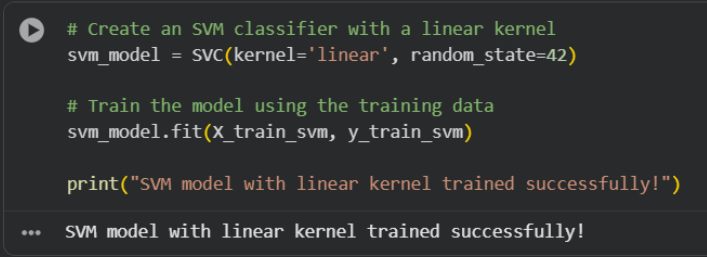 # Create an SVM classifier with a linear kernel
svm_model = SVC(kernel='linear', random_state=42)
# Train the model using the training data
svm_model.fit(X_train_svm, y_train_svm)
print("SVM model with linear kernel trained successfully!")
SVM model with linear kernel trained successfully!